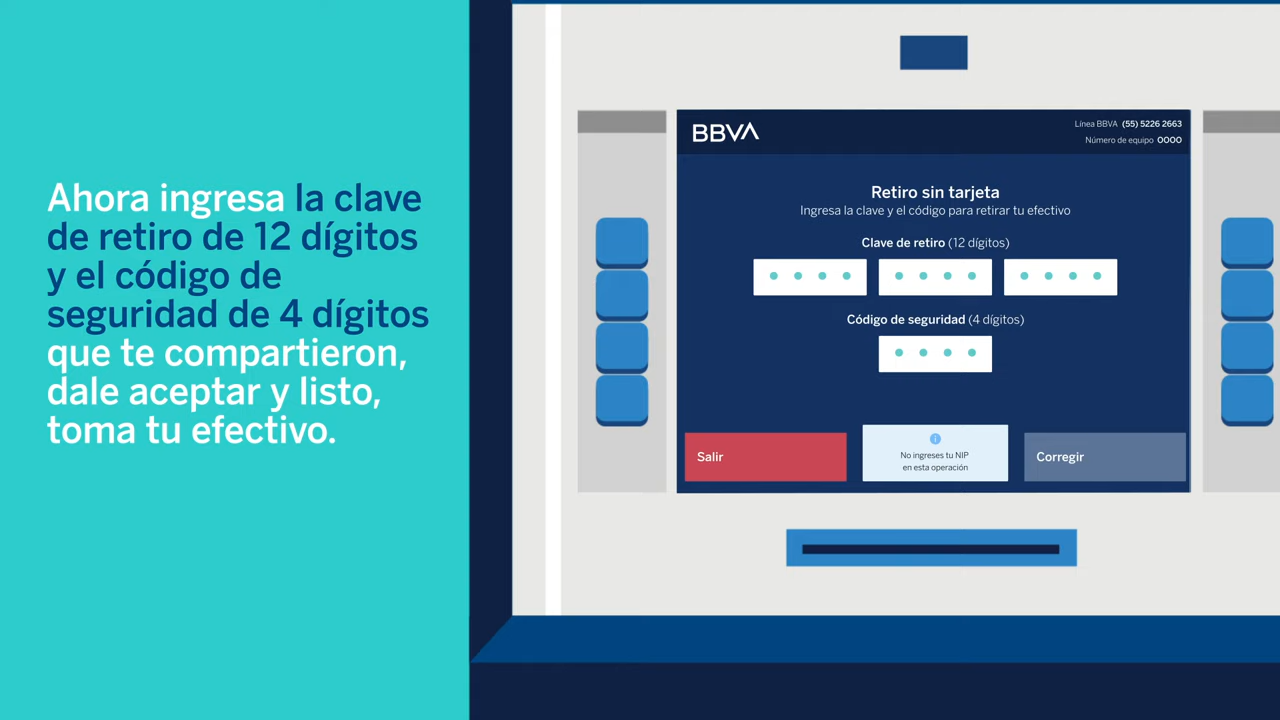 Ahora ingresa la clave
de retiro de 12 dígitos
y el código de
seguridad de 4 dígitos
que te compartieron,
dale aceptar y listo,
toma tu efectivo.
BBVA
Línea BBVA (55) 5226 2663
Número de equipo 0000
Retiro sin tarjeta
Ingresa la clave y el código para retirar tu efectivo
Clave de retiro (12 dígitos)
Código de seguridad (4 dígitos)
Salir
No ingreses tu NIP
en esta operación
Corregir